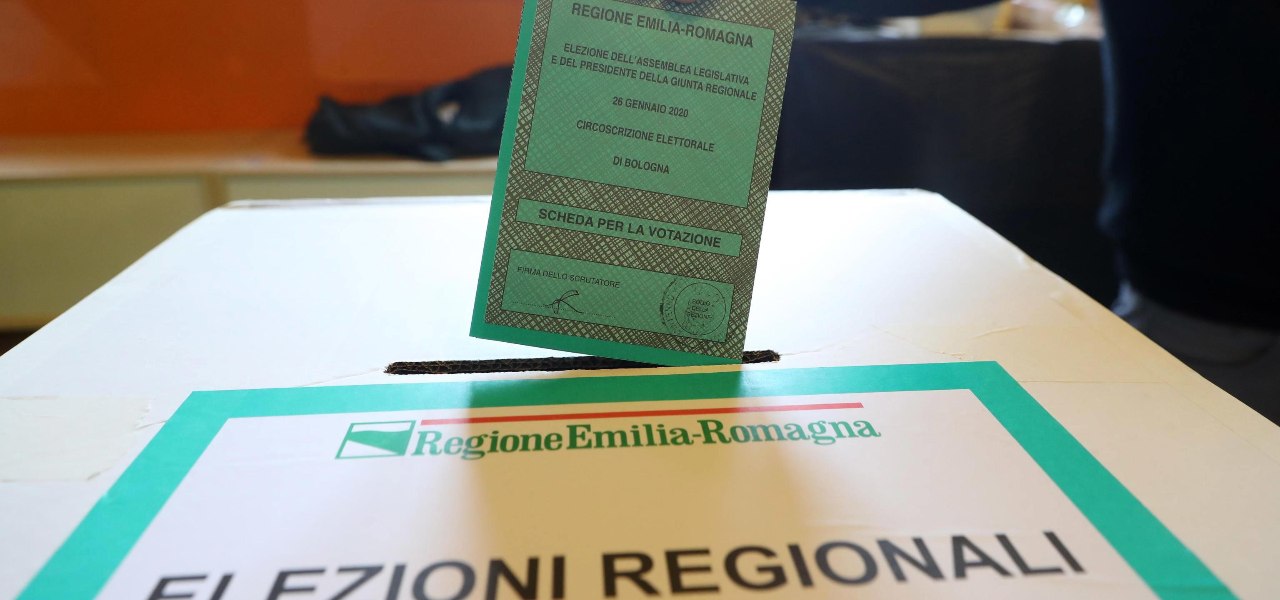 REGIONE EMILIA-ROMAGNA
ELEZIONE DELL'ASSEMBLEA LEGISLATIVA
E DEL PRESIDENTE DELLA GIUNTA REGIONALE
26 GENNAIO 2020
CIRCOSCRIZIONE ELETTORALE
DI BOLOGNA
SCHEDA PER LA VOTAZIONE
FIRMA DELLO SCRUTATORE
RegioneEmilia-Romagna
ELEZIONI REGIONALI